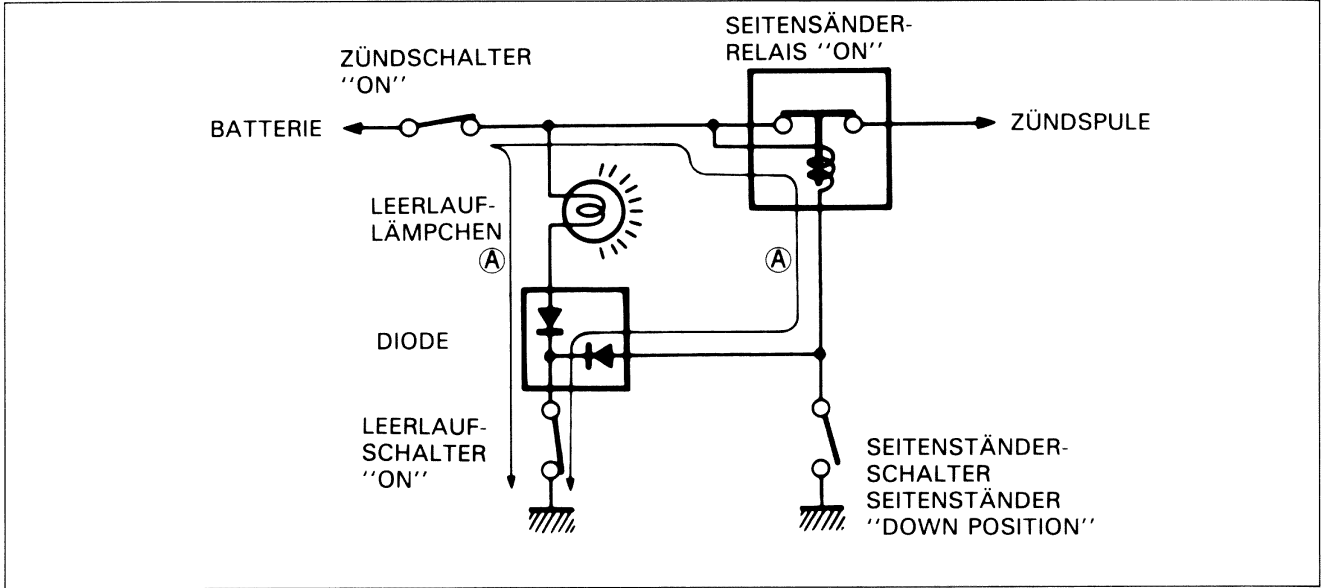 SEITENSÄNDER-
RELAIS ''ON''
ZÜNDSCHALTER
''ON''
BATTERIE
ZÜNDSPULE
LEERLAUF-
LÄMPCHEN
A
A
DIODE
LEERLAUF-
SCHALTER
''ON''
SEITENSTÄNDER-
SCHALTER
SEITENSTÄNDER
''DOWN POSITION''